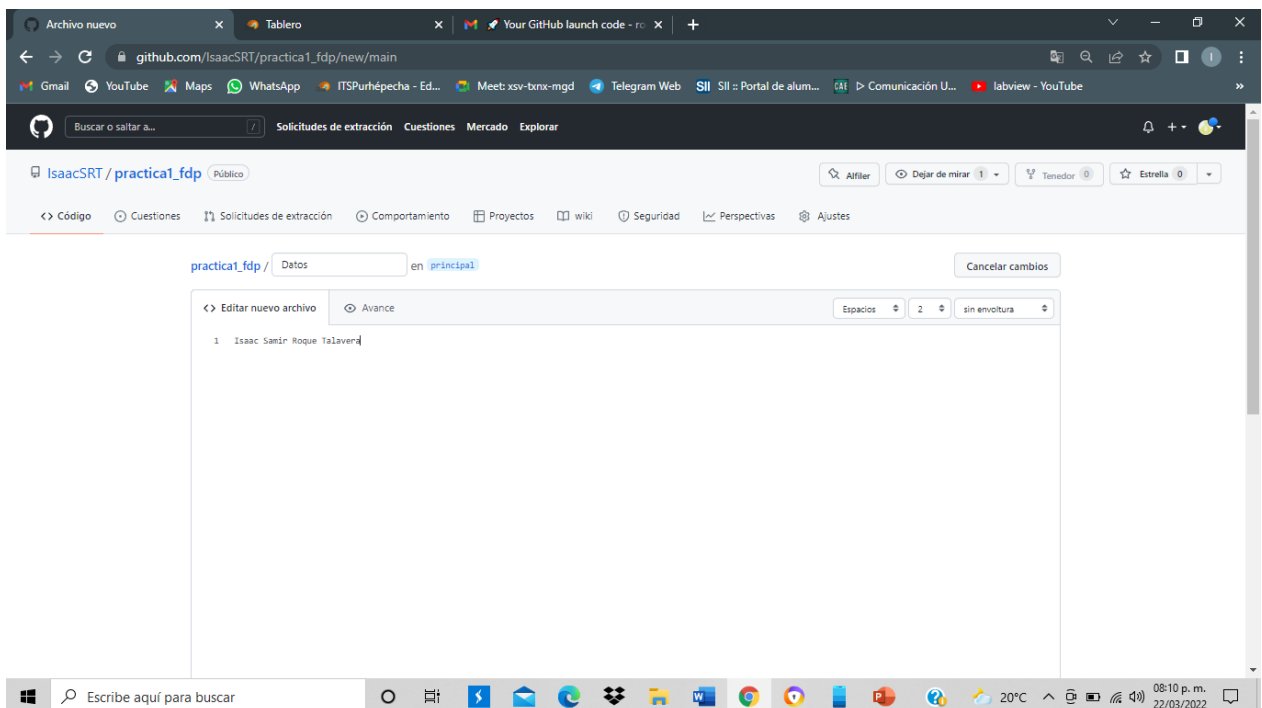 Archivo nuevo Tablero Your GitHub launch code - ro
github.com/IsaacSRT/practica1_fdp/new/main
Gmail YouTube Maps WhatsApp ITSPurhépecha - Ed... Meet: xsv-txnx-mgd Telegram Web SII SII :: Portal de alum... CAE ▷ Comunicación U... labview - YouTube »
Buscar o saltar a... / Solicitudes de extracción Cuestiones Mercado Explorar
IsaacSRT / practica1_fdp Público Alfiler Dejar de mirar 1 Tenedor 0 Estrella 0
<> Código Cuestiones Solicitudes de extracción Comportamiento Proyectos wiki Seguridad Perspectivas Ajustes
practica1_fdp / Datos en principal Cancelar cambios
<> Editar nuevo archivo Avance Espacios 2 sin envoltura
1 Isaac Samir Roque Talavera
Escribe aquí para buscar 20°C 08:10 p. m.
22/03/2022